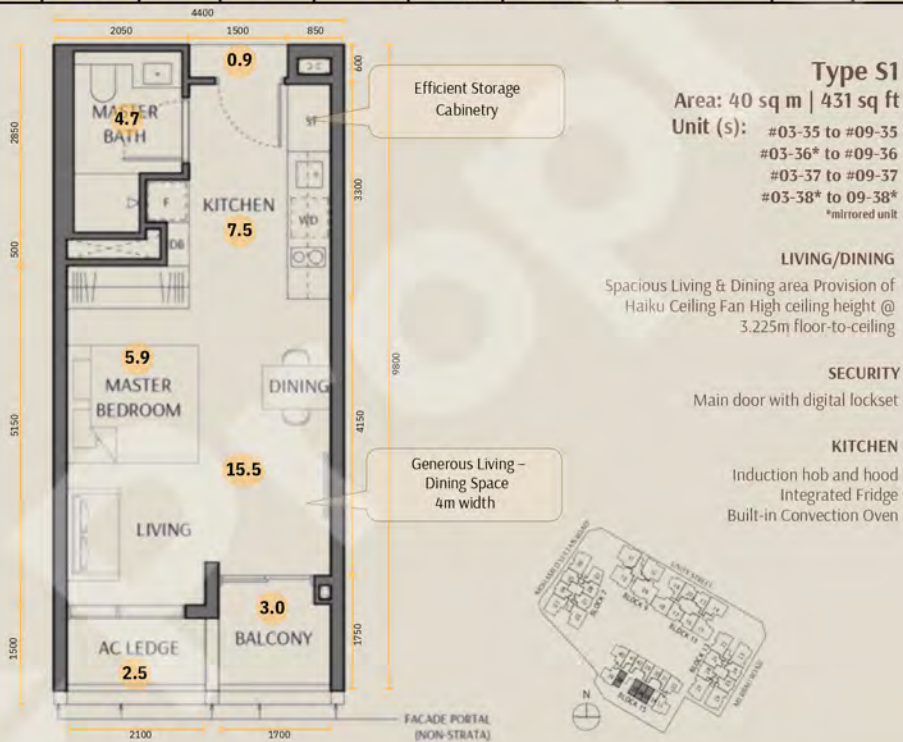 4400
2050
1500
850
0.9
600
MASTER
4.7
BATH
2850
ST
3300
F
KITCHEN
7.5
WD
DB
500
5.9
MASTER
BEDROOM
DINING
9800
5150
4150
15.5
LIVING
3.0
BALCONY
AC LEDGE
2.5
1500
1750
2100
1700
FACADE PORTAL
(NON-STRATA)
Efficient Storage
Cabinetry
Generous Living –
Dining Space
4m width
Type S1
Area: 40 sq m | 431 sq ft
Unit (s): #03-35 to #09-35
#03-36* to #09-36
#03-37 to #09-37
#03-38* to 09-38*
*mirrored unit
LIVING/DINING
Spacious Living & Dining area Provision of
Haiku Ceiling Fan High ceiling height @
3.225m floor-to-ceiling
SECURITY
Main door with digital lockset
KITCHEN
Induction hob and hood
Integrated Fridge
Built-in Convection Oven
BLOCK 7
BLOCK 15
N